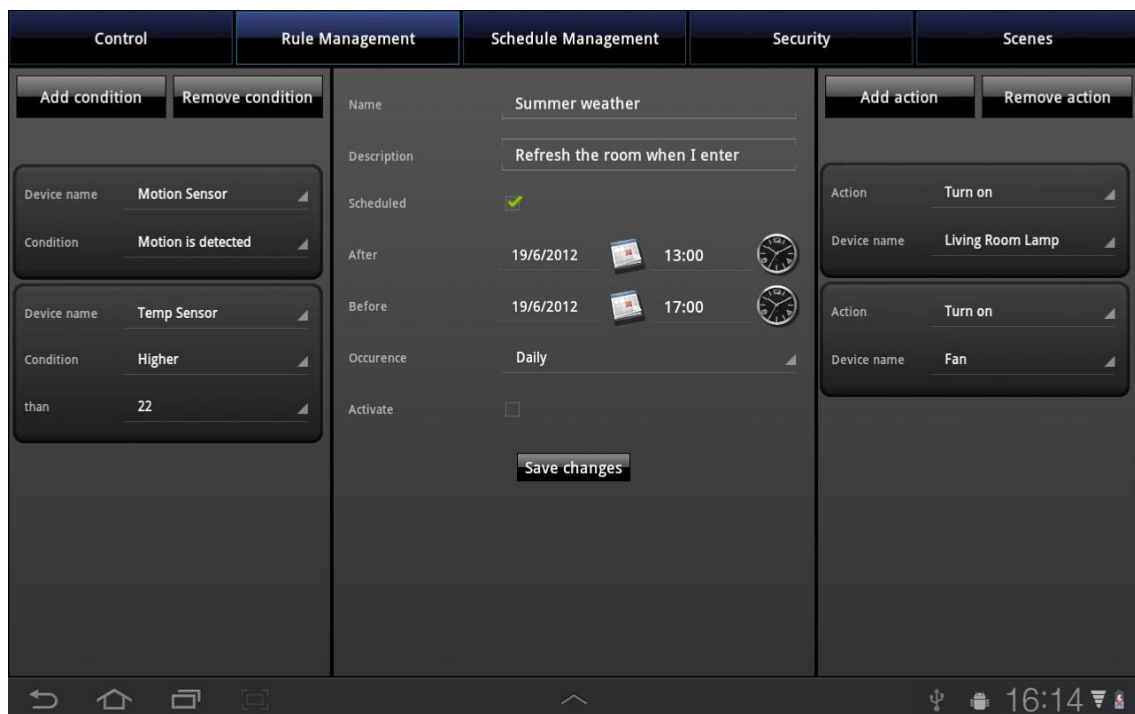 Control Rule Management Schedule Management Security Scenes
Add condition Remove condition
Device name Motion Sensor
Condition Motion is detected
Device name Temp Sensor
Condition Higher
than 22
Name Summer weather
Description Refresh the room when I enter
Scheduled
After 19/6/2012 13:00
Before 19/6/2012 17:00
Occurence Daily
Activate
Save changes
Add action Remove action
Action Turn on
Device name Living Room Lamp
Action Turn on
Device name Fan
16:14